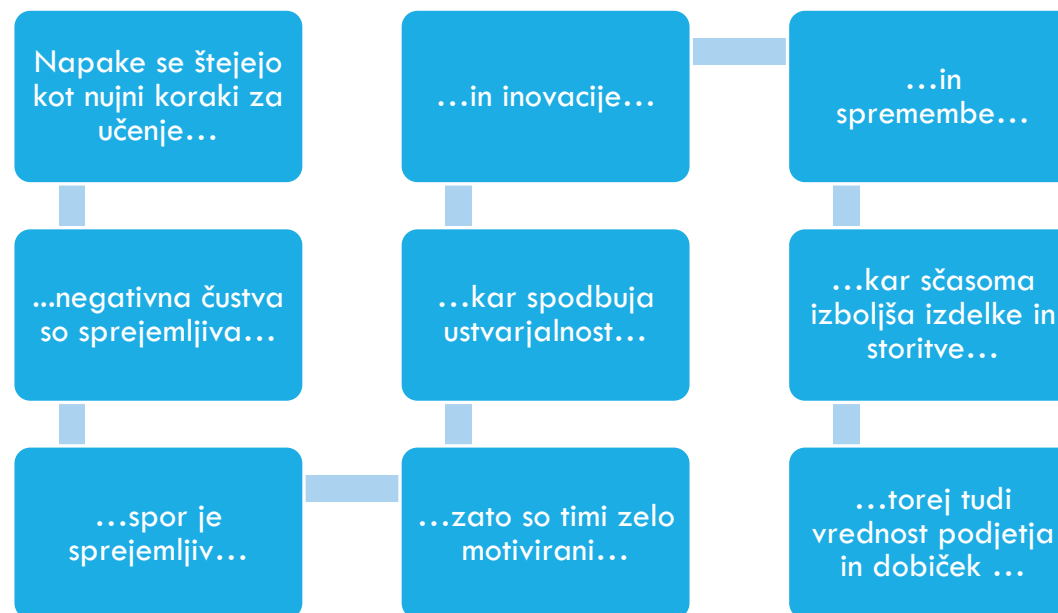 Napake se štejejo
kot nujni koraki za
učenje…
...negativna čustva
so sprejemljiva…
…spor je
sprejemljiv…
…zato so timi zelo
motivirani…
…kar spodbuja
ustvarjalnost…
…in inovacije…
…in
spremembe…
…kar sčasoma
izboljša izdelke in
storitve…
…torej tudi
vrednost podjetja
in dobiček …